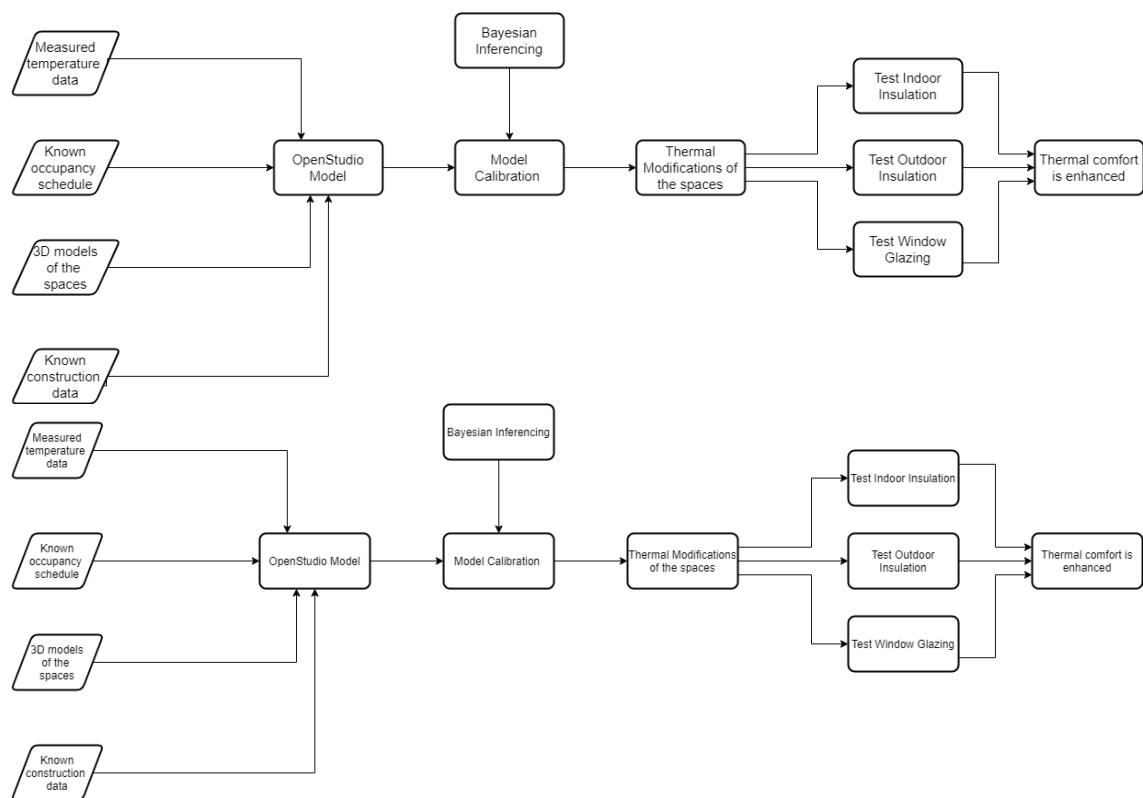 Measured
temperature
data
Known
occupancy
schedule
3D models
of the
spaces
Known
construction
data
OpenStudio
Model
Bayesian
Inferencing
Model
Calibration
Thermal
Modifications of
the spaces
Test Indoor
Insulation
Test Outdoor
Insulation
Test Window
Glazing
Thermal comfort
is enhanced
Measured
temperature
data
Known
occupancy
schedule
3D models
of the
spaces
Known
construction
data
OpenStudio Model
Bayesian Inferencing
Model Calibration
Thermal Modifications
of the spaces
Test Indoor Insulation
Test Outdoor
Insulation
Test Window Glazing
Thermal comfort is
enhanced